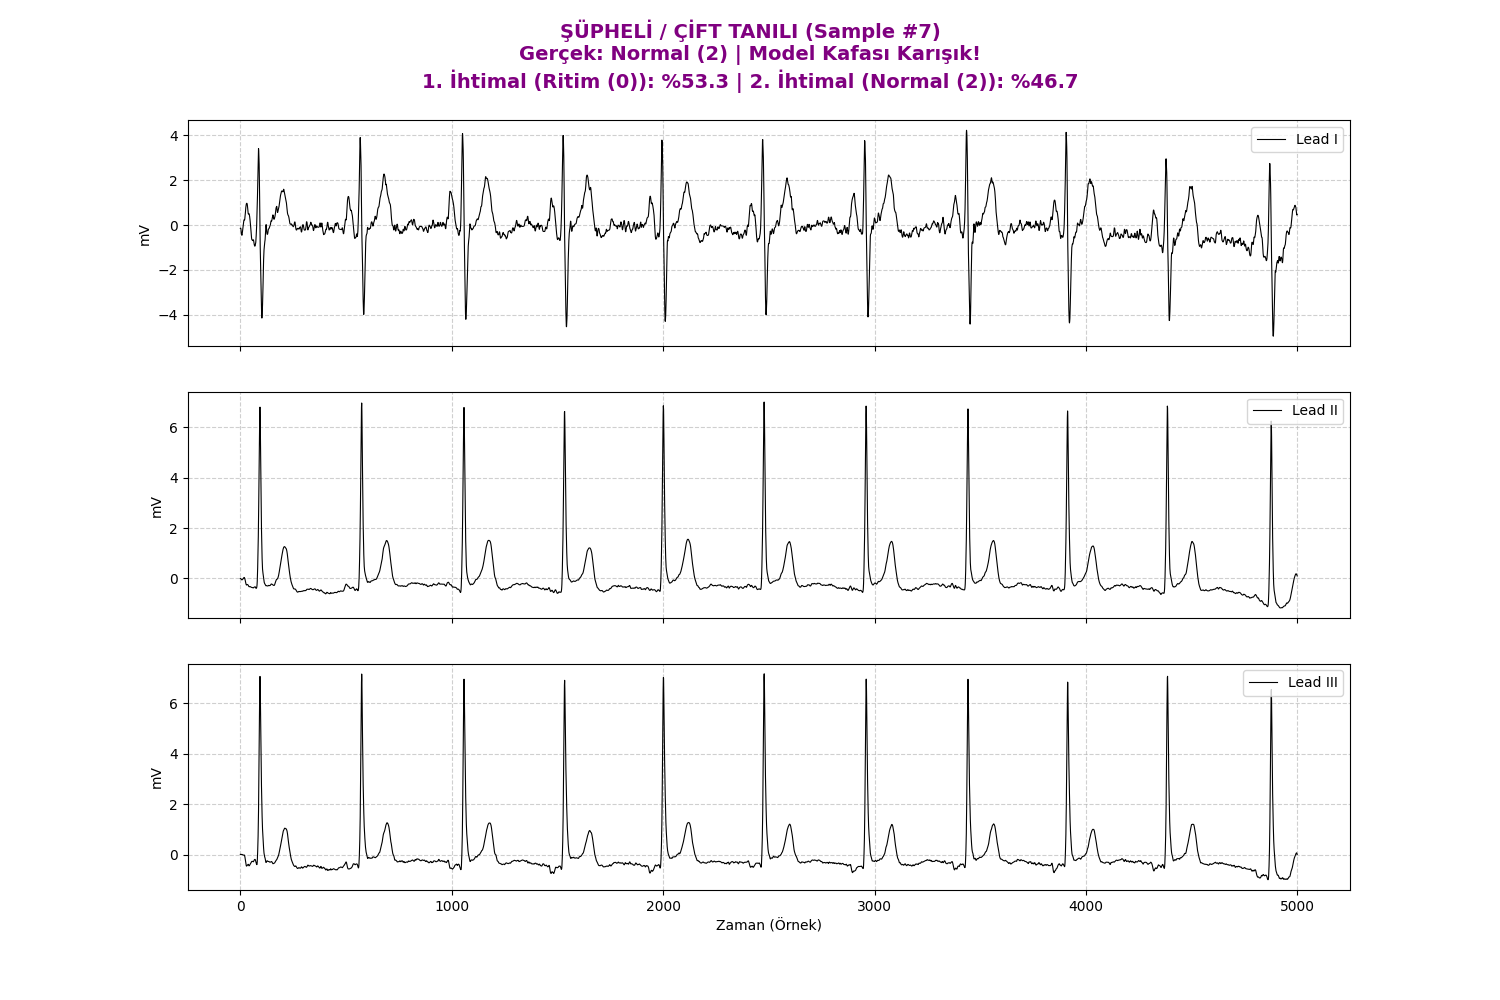 ŞÜPHELİ / ÇİFT TANILI (Sample #7)
Gerçek: Normal (2) | Model Kafası Karışık!
1. İhtimal (Ritim (0)): %53.3 | 2. İhtimal (Normal (2)): %46.7
Lead I
4
2
0
−2
−4
mV
Lead II
6
4
2
0
mV
Lead III
6
4
2
0
mV
0 1000 2000 3000 4000 5000
Zaman (Örnek)